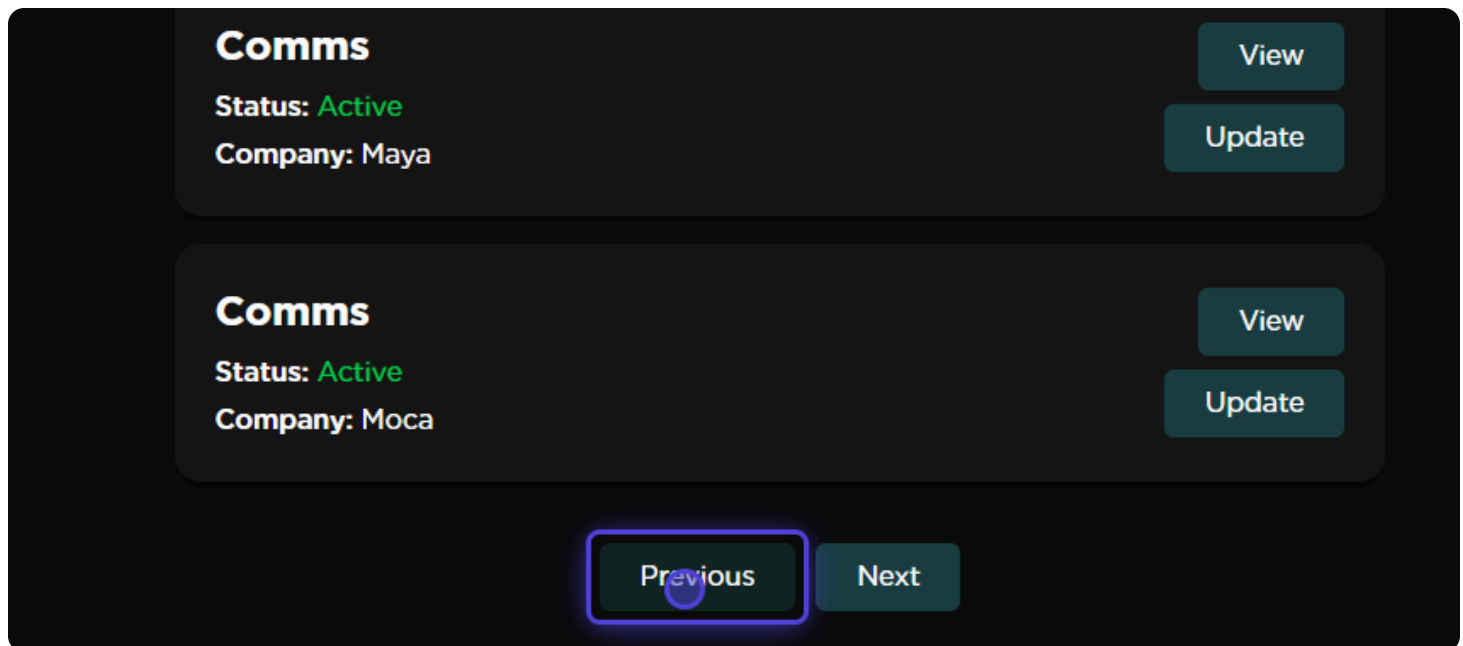 Comms
View
Status: Active
Update
Company: Maya
Comms
View
Status: Active
Update
Company: Moca
Previous
Next